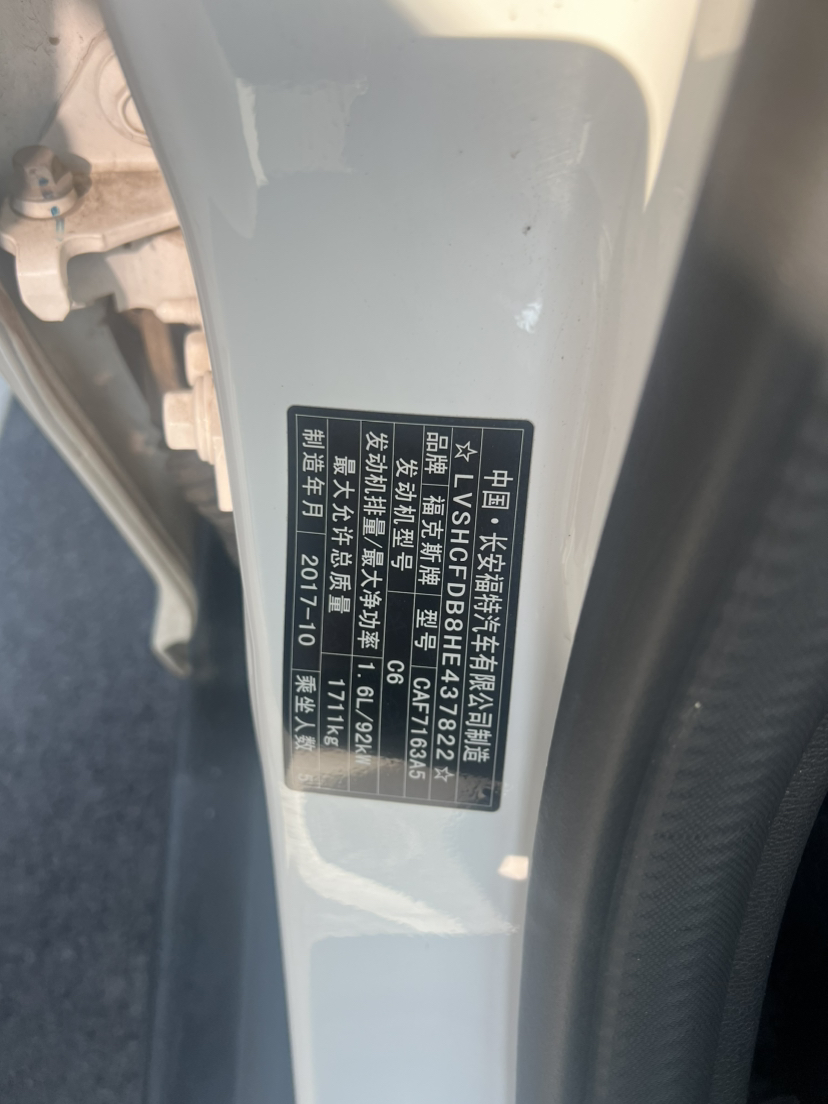 中国·长安福特汽车有限公司制造
☆LVSHCFDB8HE437822☆
品牌 福克斯牌 型号 CAF7163A5
发动机型号 C6
发动机排量/最大净功率 1.6L/92kW
最大允许总质量 1711kg
制造年月 2017-10 乘坐人数 5